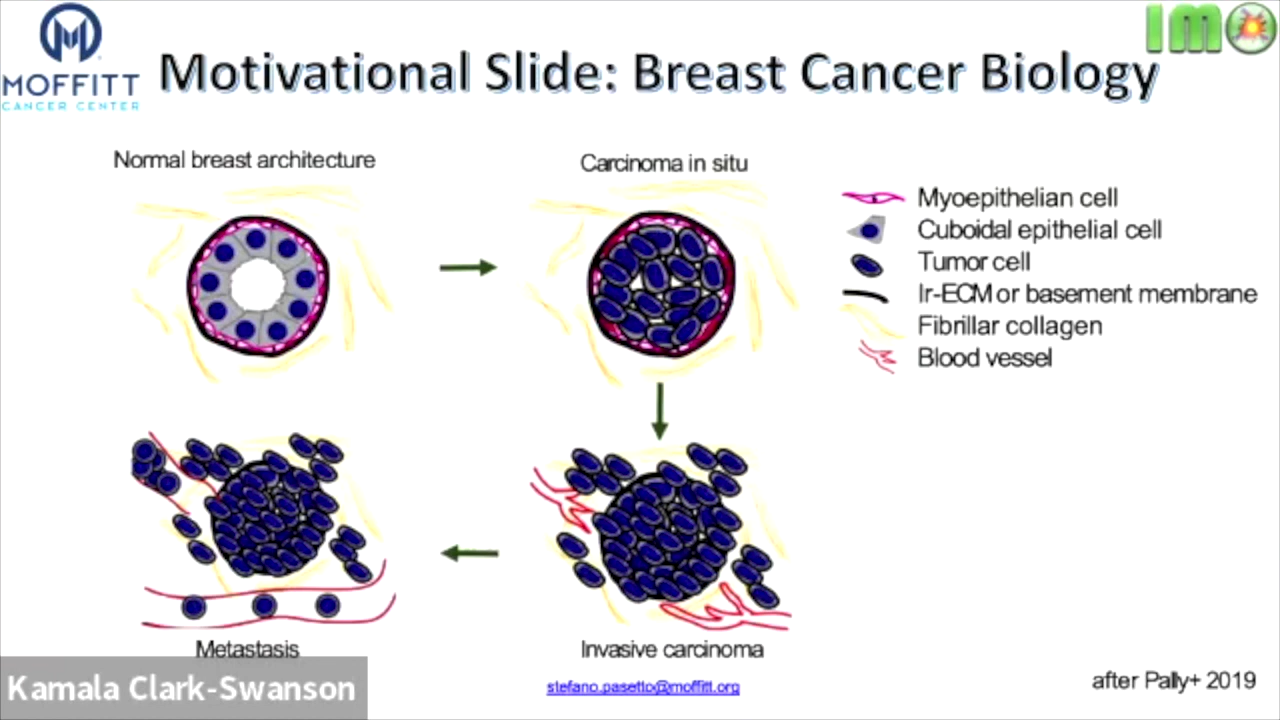 MOFFITT
CANCER CENTER
IMO
Motivational Slide: Breast Cancer Biology
Normal breast architecture
Carcinoma in situ
Myoepithelian cell
Cuboidal epithelial cell
Tumor cell
Ir-ECM or basement membrane
Fibrillar collagen
Blood vessel
Metastasis
Invasive carcinoma
Kamala Clark-Swanson
stefano.pasetto@moffitt.org
after Pally+ 2019